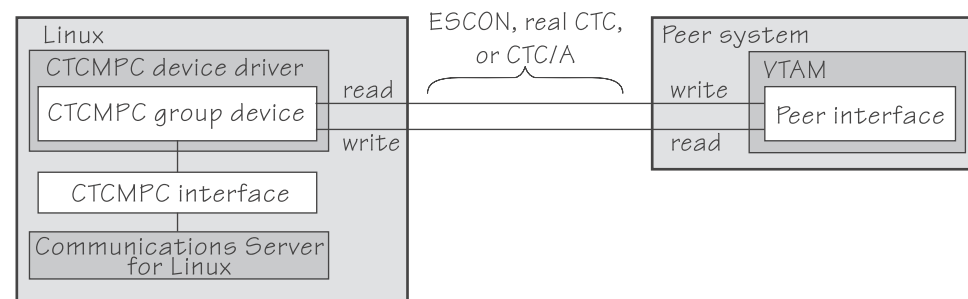 Linux
CTCMPC device driver
CTCMPC group device
read
write
CTCMPC interface
Communications Server
for Linux
ESCON, real CTC,
or CTC/A
Peer system
VTAM
write
Peer interface
read